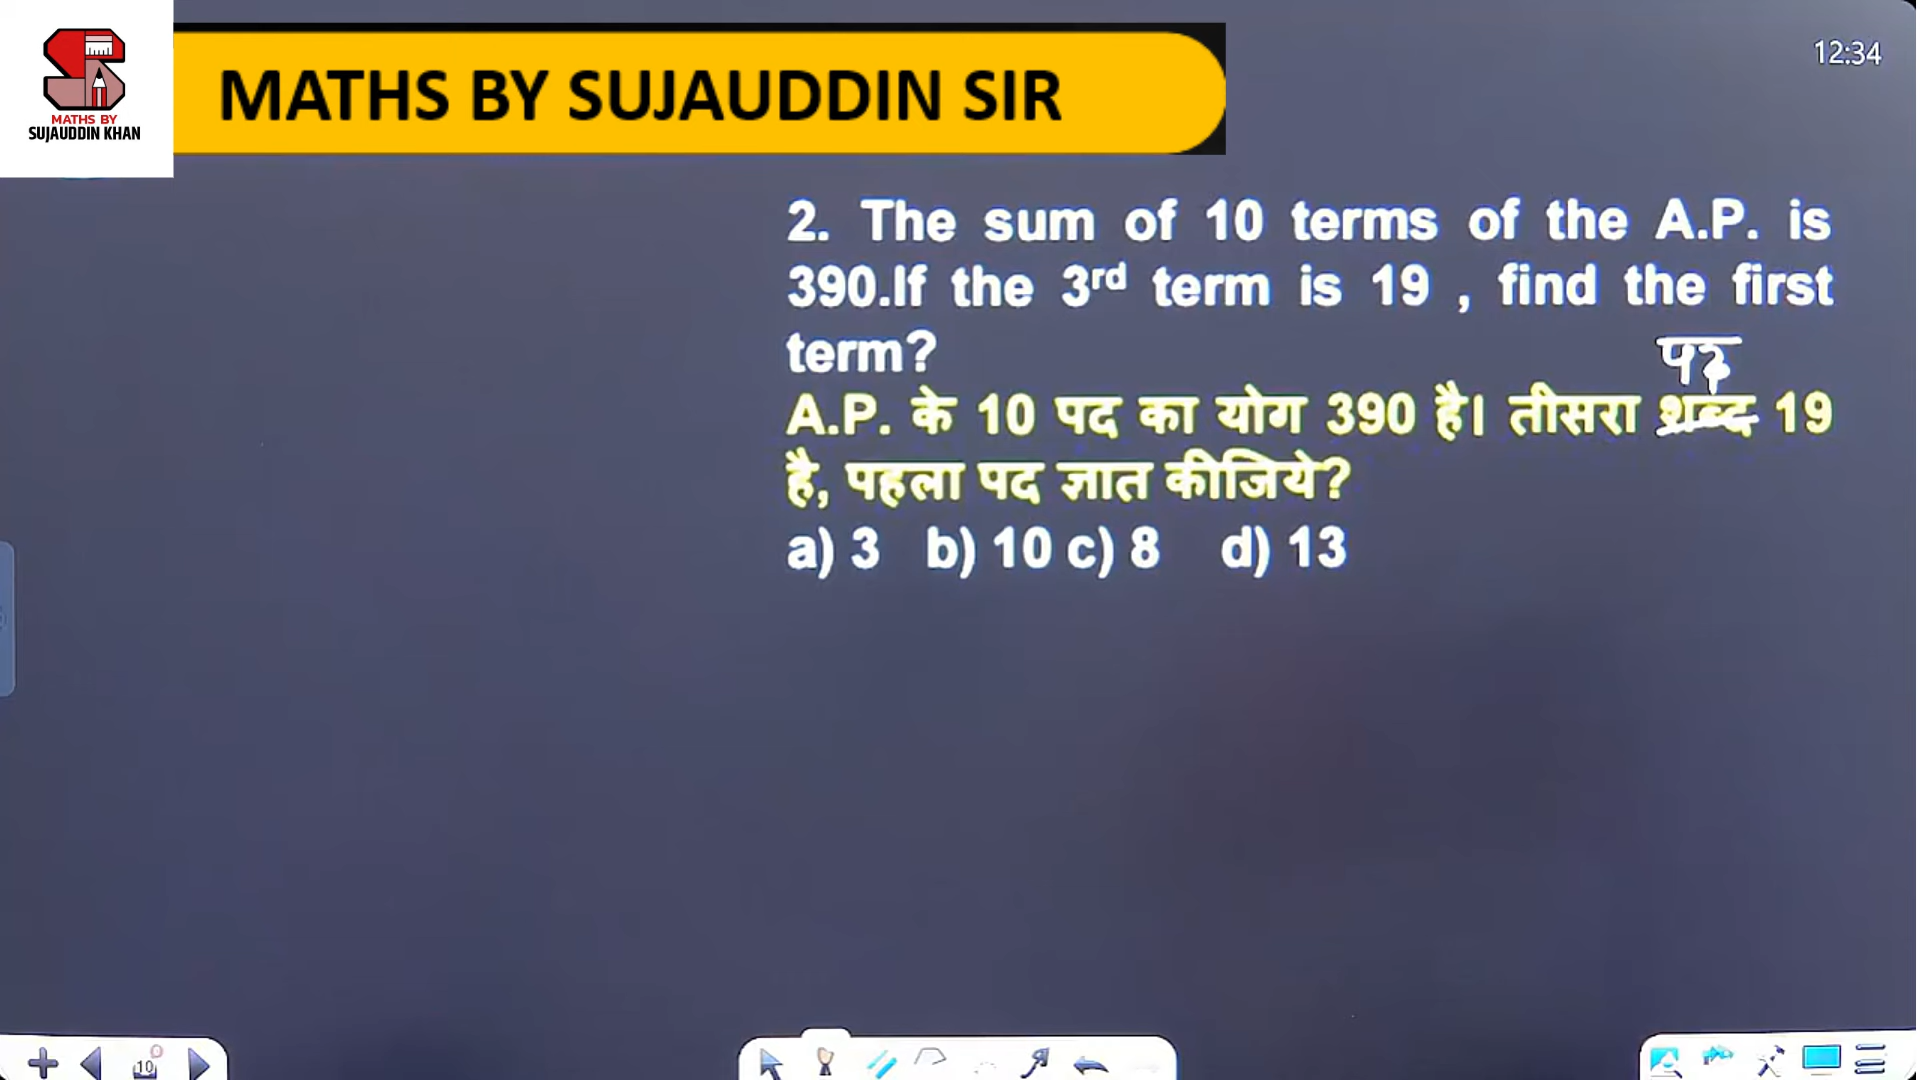 MATHS BY
SUJAUDDIN KHAN
MATHS BY SUJAUDDIN SIR
12:34
2. The sum of 10 terms of the A.P. is
390.If the 3rd term is 19 , find the first
term?
पद
A.P. के 10 पद का योग 390 है। तीसरा शब्द 19
है, पहला पद ज्ञात कीजिये?
a) 3 b) 10 c) 8 d) 13
10